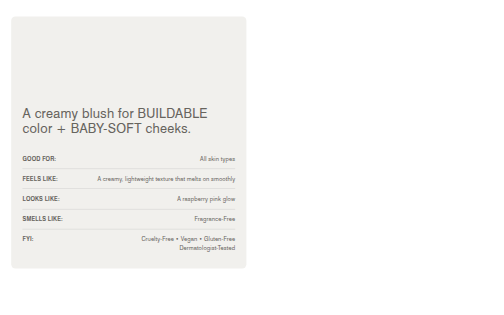 A creamy blush for BUILDABLE
color + BABY-SOFT cheeks.
GOOD FOR: All skin types
FEELS LIKE: A creamy, lightweight texture that melts on smoothly
LOOKS LIKE: A raspberry pink glow
SMELLS LIKE: Fragrance-Free
FYI: Cruelty-Free • Vegan • Gluten-Free
Dermatologist-Tested